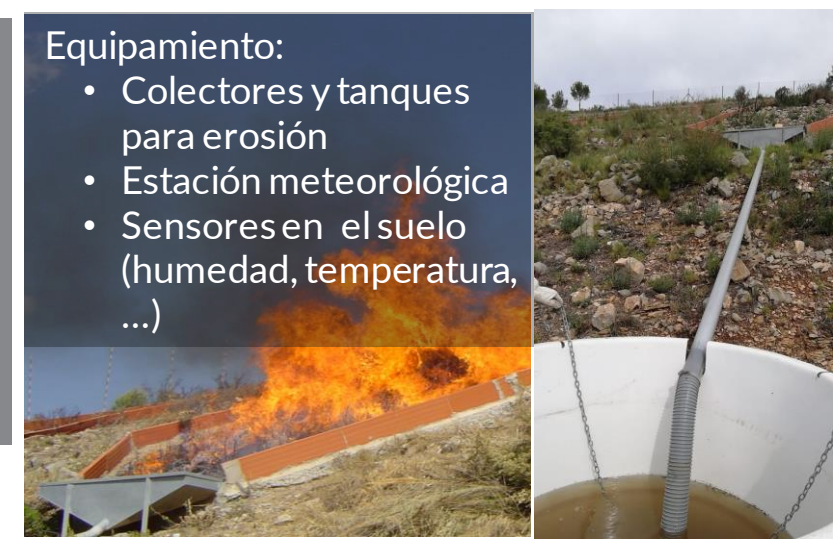 Equipamiento:
• Colectores y tanques
para erosión
• Estación meteorológica
• Sensores en el suelo
(humedad, temperatura,
...)